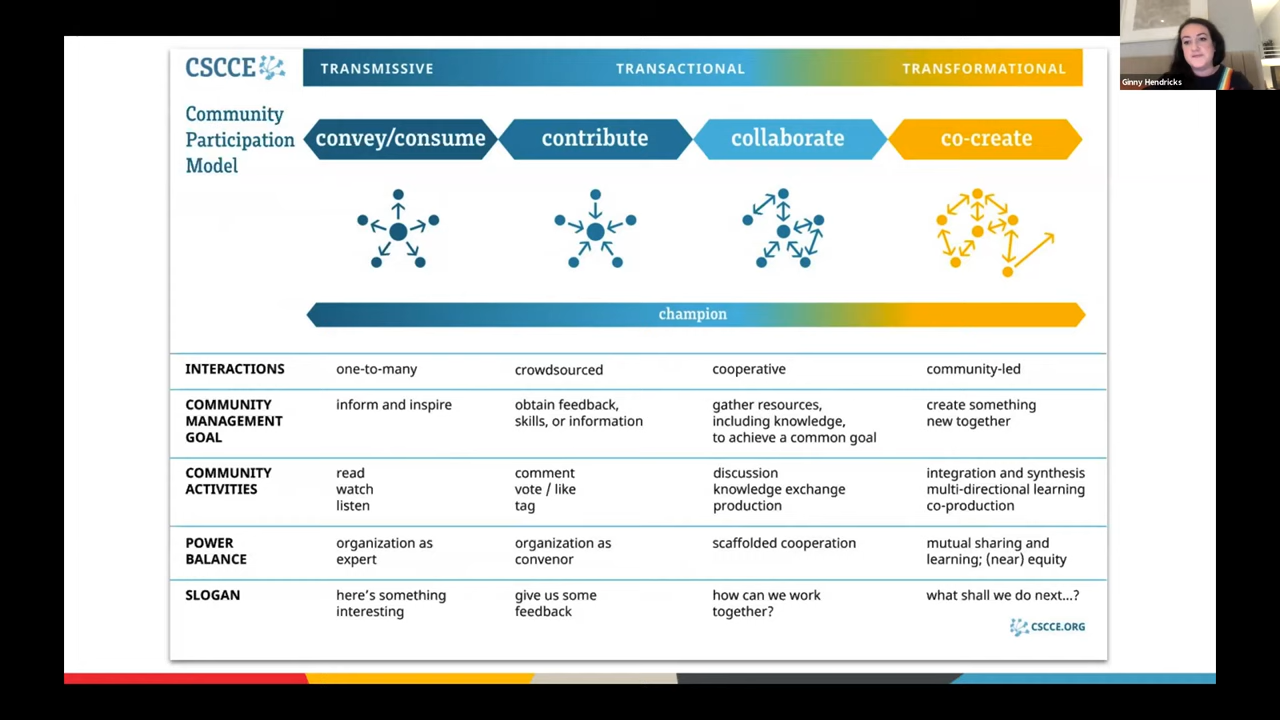 CSCCE
TRANSMISSIVE
TRANSACTIONAL
TRANSFORMATIONAL
Ginny Hendricks
Community
Participation
Model
convey/consume
contribute
collaborate
co-create
champion
INTERACTIONS
one-to-many
crowdsourced
cooperative
community-led
COMMUNITY
MANAGEMENT
GOAL
inform and inspire
obtain feedback,
skills, or information
gather resources,
including knowledge,
to achieve a common goal
create something
new together
COMMUNITY
ACTIVITIES
read
watch
listen
comment
vote / like
tag
discussion
knowledge exchange
production
integration and synthesis
multi-directional learning
co-production
POWER
BALANCE
organization as
expert
organization as
convenor
scaffolded cooperation
mutual sharing and
learning; (near) equity
SLOGAN
here's something
interesting
give us some
feedback
how can we work
together?
what shall we do next...?
CSCCE.ORG